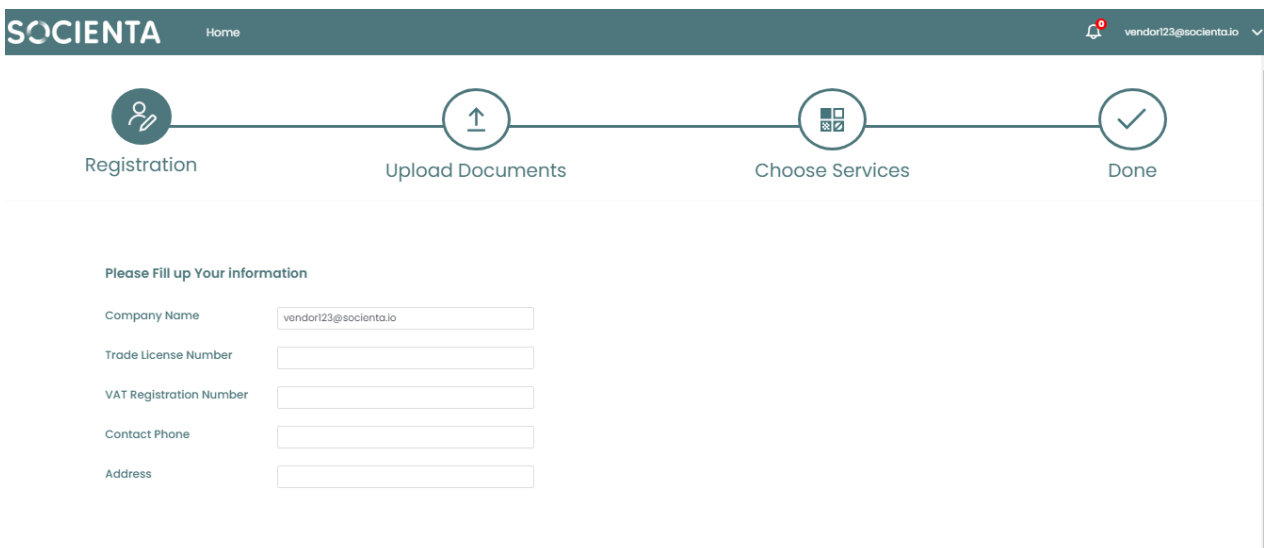 SOCIENTA
Home
0
vendor123@socienta.io
Registration
Upload Documents
Choose Services
Done
Please Fill up Your information
Company Name
vendor123@socienta.io
Trade License Number
VAT Registration Number
Contact Phone
Address